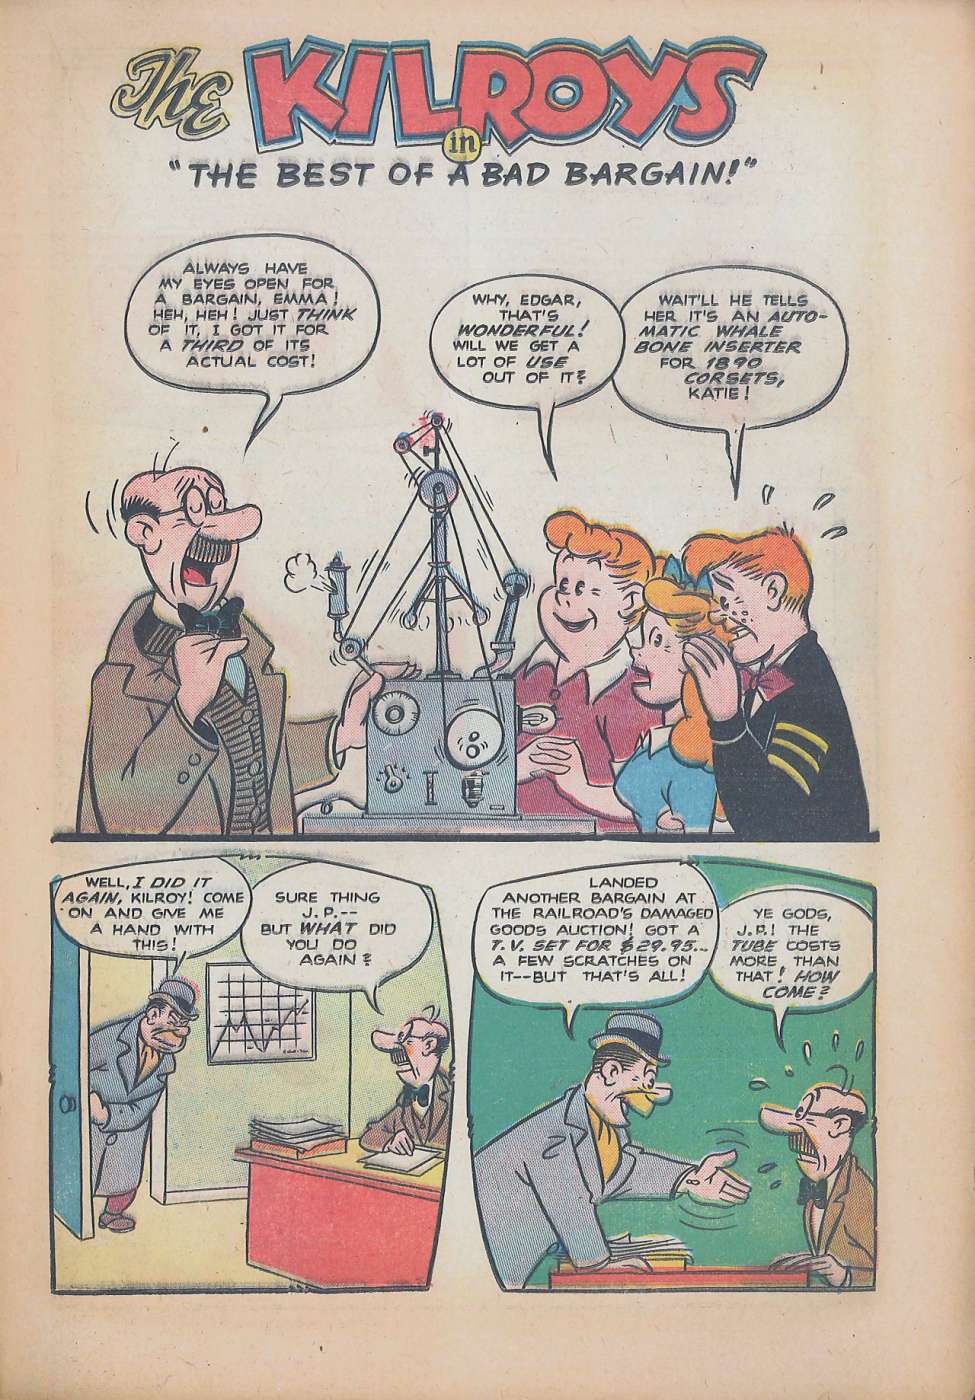 The KILROYS
in
"THE BEST OF A BAD BARGAIN!"
ALWAYS HAVE
MY EYES OPEN FOR
A BARGAIN, EMMA!
HEH, HEH! JUST THINK
OF IT, I GOT IT FOR
A THIRD OF ITS
ACTUAL COST!
WHY, EDGAR,
THAT'S
WONDERFUL!
WILL WE GET A
LOT OF USE
OUT OF IT?
WAIT'LL HE TELLS
HER IT'S AN AUTO-
MATIC WHALE
BONE INSERTER
FOR 1890
CORSETS,
KATIE!
WELL, I DID IT
AGAIN, KILROY! COME
ON AND GIVE ME
A HAND WITH
THIS!
SURE THING
J.P.--
BUT WHAT DID
YOU DO
AGAIN?
LANDED
ANOTHER BARGAIN AT
THE RAILROAD'S DAMAGED
GOODS AUCTION! GOT A
T.V. SET FOR $29.95...
A FEW SCRATCHES ON
IT--BUT THAT'S ALL!
YE GODS,
J.P.! THE
TUBE COSTS
MORE THAN
THAT! HOW
COME?